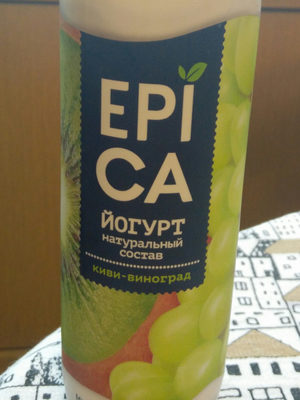 EPI
CA
ЙОГУРТ
натуральный
состав
киви-виноград